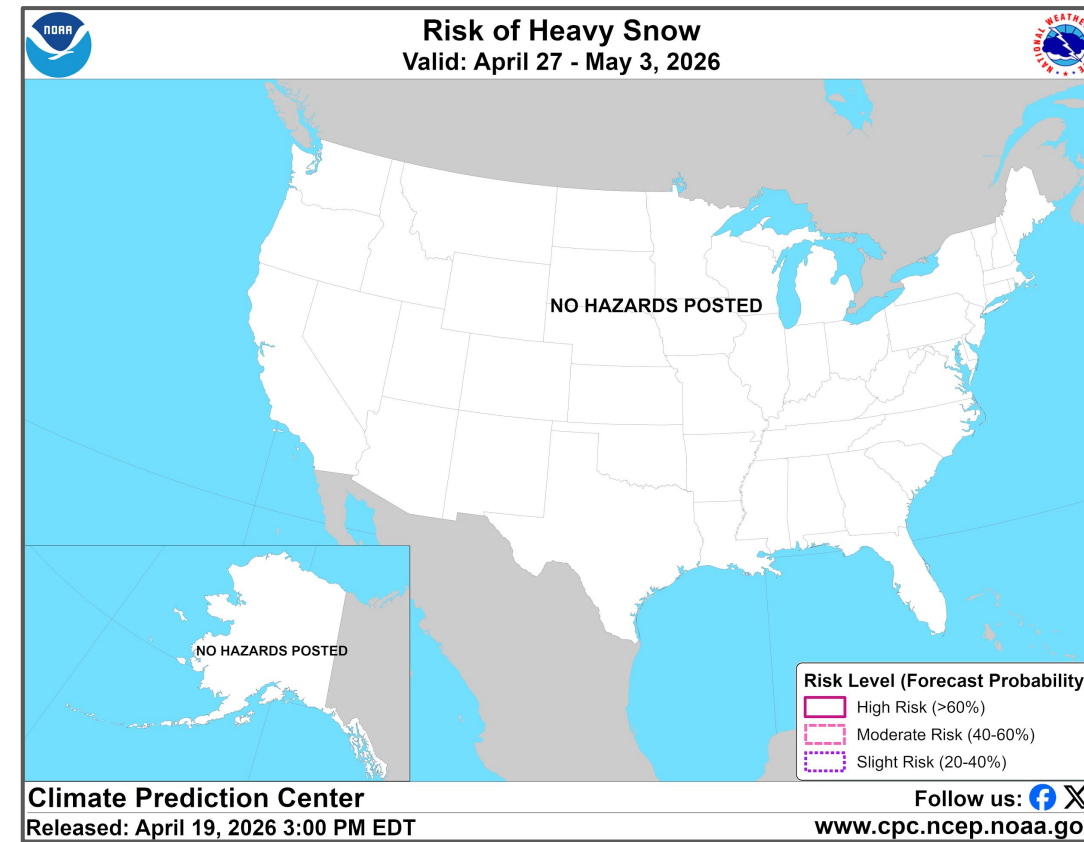 NOAA
Risk of Heavy Snow
Valid: April 27 - May 3, 2026
NATIONAL WEATHE
NO HAZARDS POSTED
NO HAZARDS POSTED
Risk Level (Forecast Probability
High Risk (>60%)
Moderate Risk (40-60%)
Slight Risk (20-40%)
Climate Prediction Center
Follow us:
Released: April 19, 2026 3:00 PM EDT
www.cpc.ncep.noaa.go